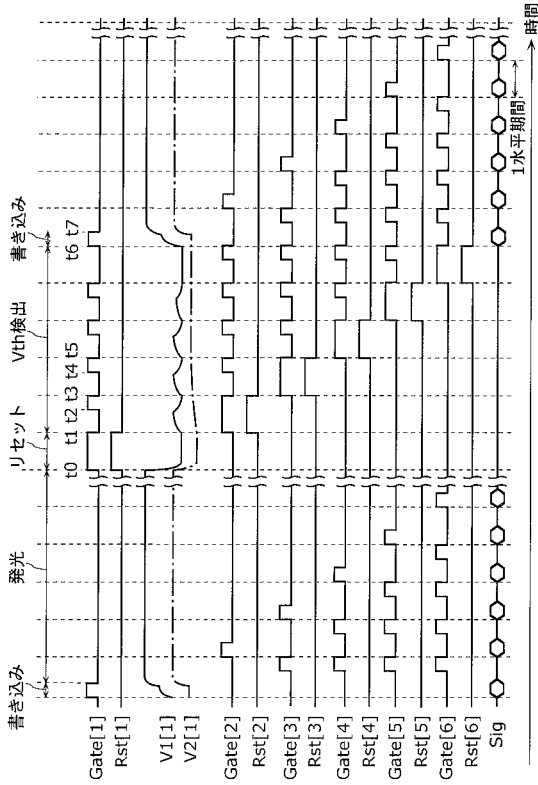 書き込み
発光
リセット
Vth検出
書き込み
t0 t1 t2 t3 t4 t5 t6 t7
Gate[1]
Rst[1]
V1[1]
V2[1]
Gate[2]
Rst[2]
Gate[3]
Rst[3]
Gate[4]
Rst[4]
Gate[5]
Rst[5]
Gate[6]
Rst[6]
Sig
1水平期間
時間